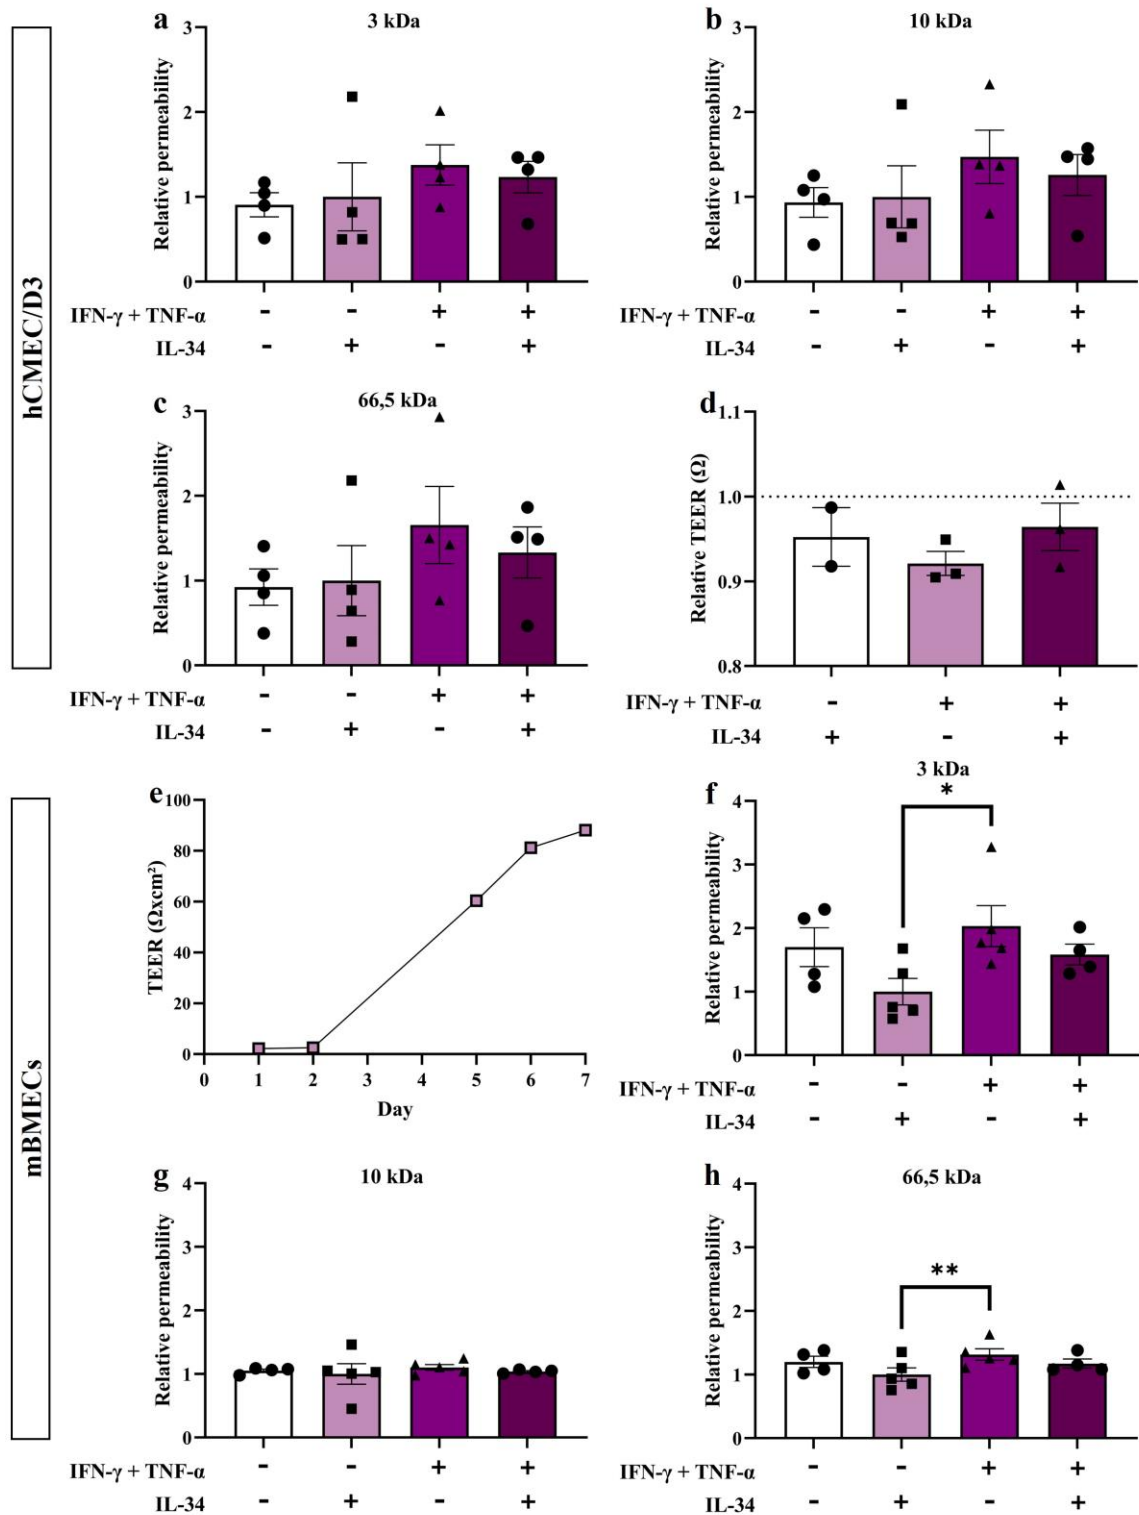 hCMEC/D3
a
3 kDa
Relative permeability
3
2
1
0
IFN-γ + TNF-α - - + +
IL-34 - + - +
b
10 kDa
Relative permeability
3
2
1
0
IFN-γ + TNF-α - - + +
IL-34 - + - +
c
66,5 kDa
Relative permeability
3
2
1
0
IFN-γ + TNF-α - - + +
IL-34 - + - +
d
Relative TEER (Ω)
1.1
1.0
0.9
0.8
IFN-γ + TNF-α - + +
IL-34 + - +
mBMECs
e
TEER (Ωxcm²)
100
80
60
40
20
0
0 1 2 3 4 5 6 7
Day
f
3 kDa
*
Relative permeability
4
3
2
1
0
IFN-γ + TNF-α - - + +
IL-34 - + - +
g
10 kDa
Relative permeability
4
3
2
1
0
IFN-γ + TNF-α - - + +
IL-34 - + - +
h
66,5 kDa
**
Relative permeability
4
3
2
1
0
IFN-γ + TNF-α - - + +
IL-34 - + - +